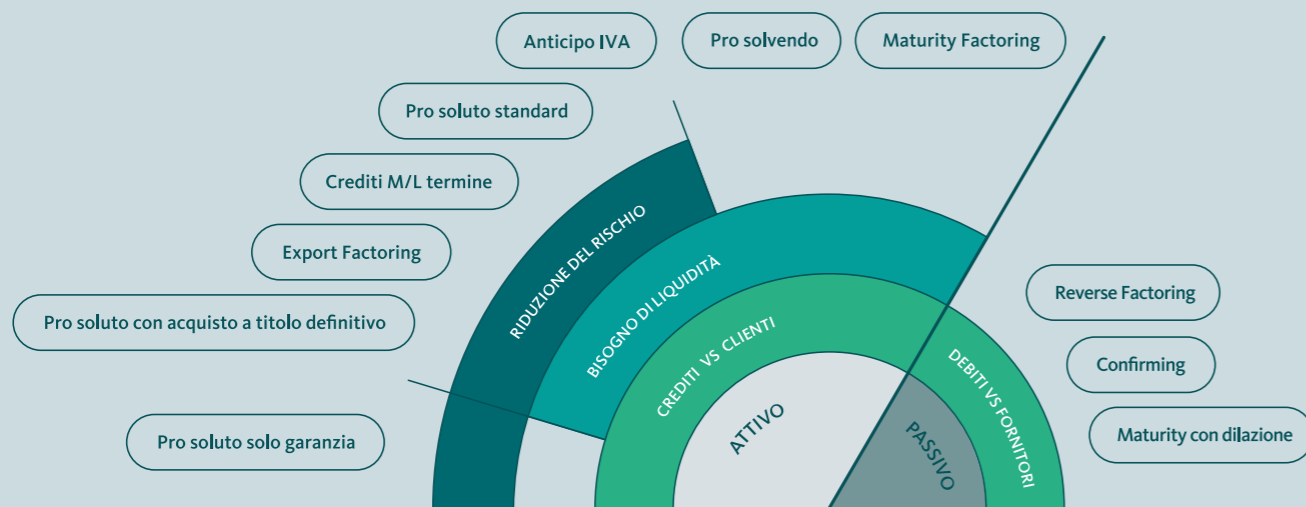 Anticipo IVA
Pro solvendo
Maturity Factoring
Pro soluto standard
Crediti M/L termine
Export Factoring
Pro soluto con acquisto a titolo definitivo
Pro soluto solo garanzia
RIDUZIONE DEL RISCHIO
BISOGNO DI LIQUIDITÀ
CREDITI VS CLIENTI
ATTIVO
PASSIVO
DEBITI VS FORNITORI
Reverse Factoring
Confirming
Maturity con dilazione